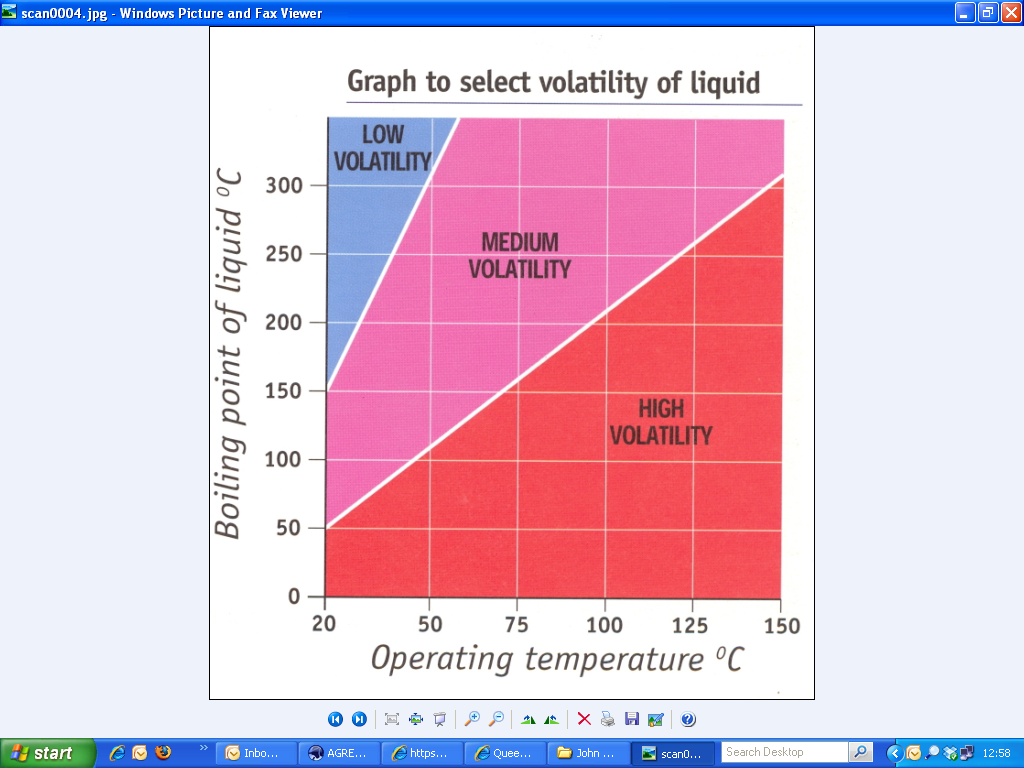 scan0004.jpg - Windows Picture and Fax Viewer
Graph to select volatility of liquid
LOW
VOLATILITY
MEDIUM
VOLATILITY
HIGH
VOLATILITY
Boiling point of liquid ⁰C
300
250
200
150
100
50
0
20 50 75 100 125 150
Operating temperature ⁰C
start
»
Inbo...
AGRE...
https...
Quee...
John ...
scan0...
Search Desktop
12:58